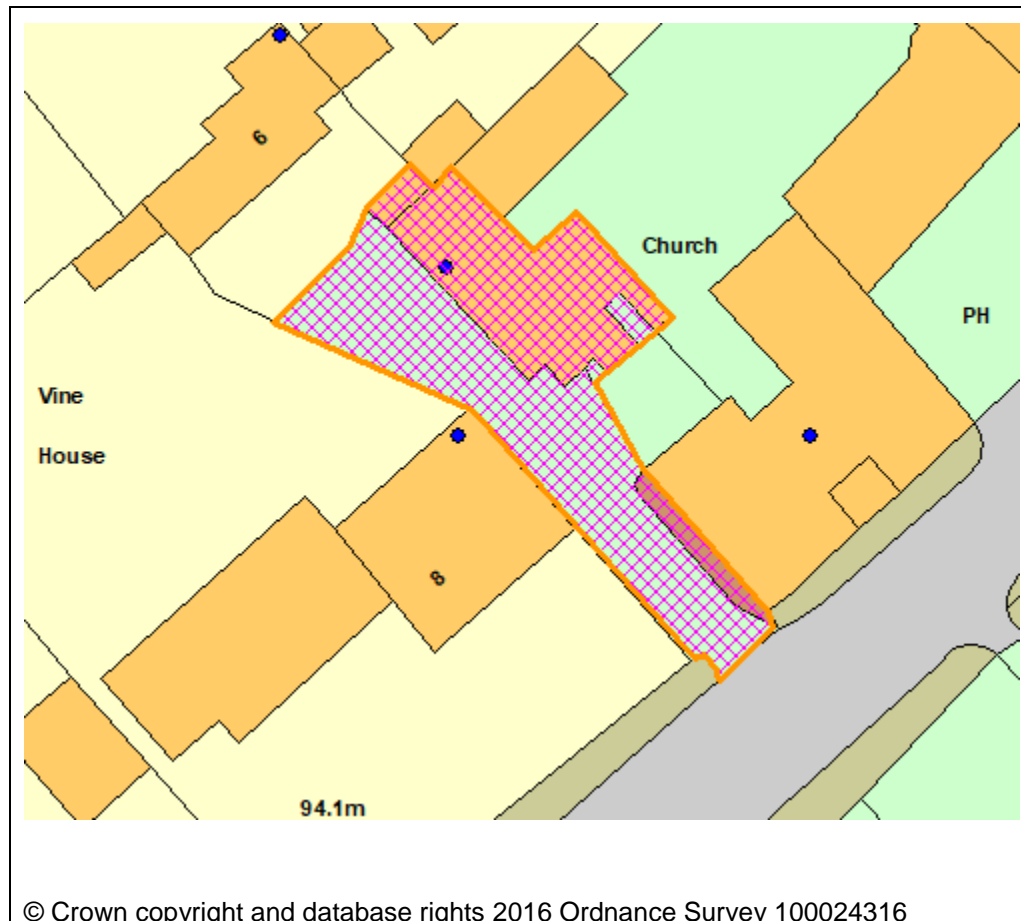 6
Church
PH
Vine
House
8
94.1m
© Crown copyright and database rights 2016 Ordnance Survey 100024316